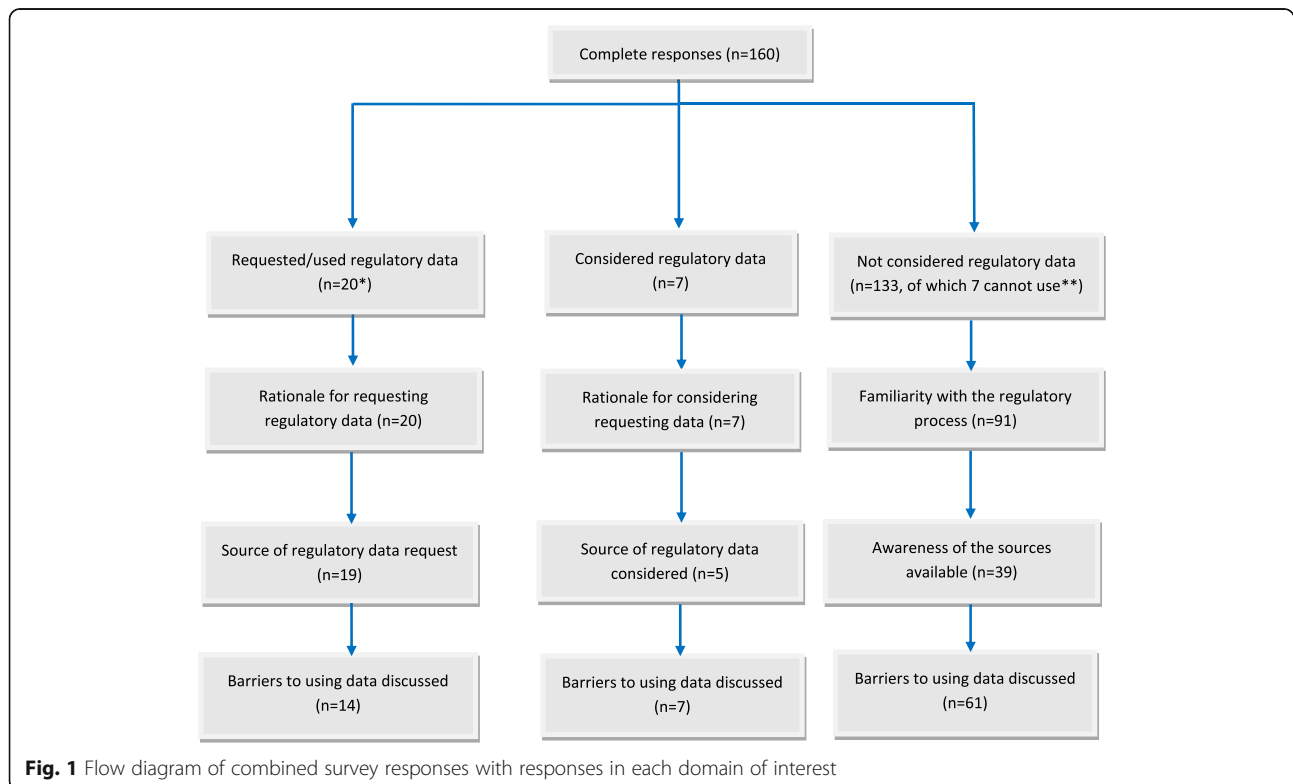 Complete responses (n=160)
Requested/used regulatory data
(n=20*)
Considered regulatory data
(n=7)
Not considered regulatory data
(n=133, of which 7 cannot use**)
Rationale for requesting
regulatory data (n=20)
Rationale for considering
requesting data (n=7)
Familiarity with the regulatory
process (n=91)
Source of regulatory data request
(n=19)
Source of regulatory data
considered (n=5)
Awareness of the sources
available (n=39)
Barriers to using data discussed
(n=14)
Barriers to using data discussed
(n=7)
Barriers to using data discussed
(n=61)
Fig. 1 Flow diagram of combined survey responses with responses in each domain of interest